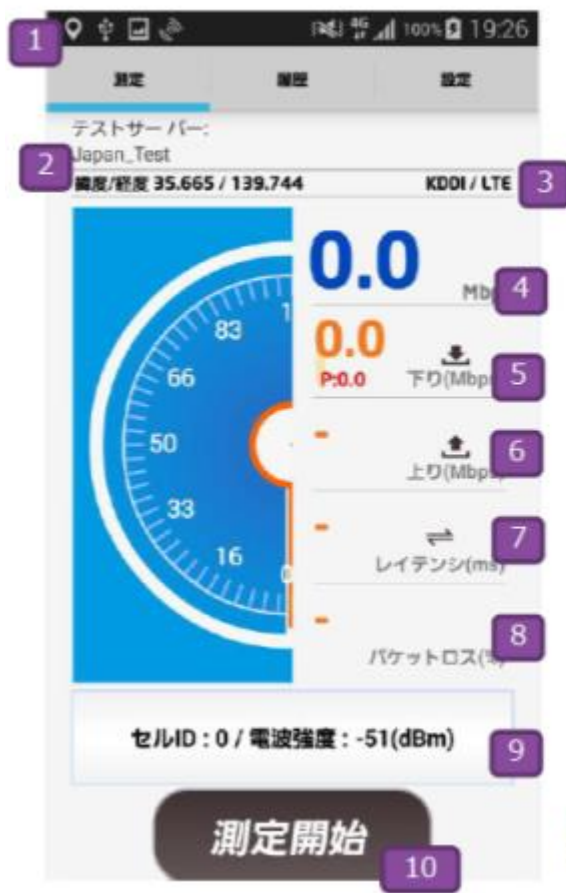 1
100% 19:26
測定 履歴 設定
テストサーバー:
Japan_Test
2
緯度/経度 35.665 / 139.744 KDDI / LTE
3
0.0
4
83
0.0
P:0.0 下り(Mbps)
5
66
50
-
上り(Mbps)
6
33
-
レイテンシ(ms)
7
16
0
-
パケットロス(%)
8
セルID : 0 / 電波強度 : -51(dBm)
9
測定開始
10